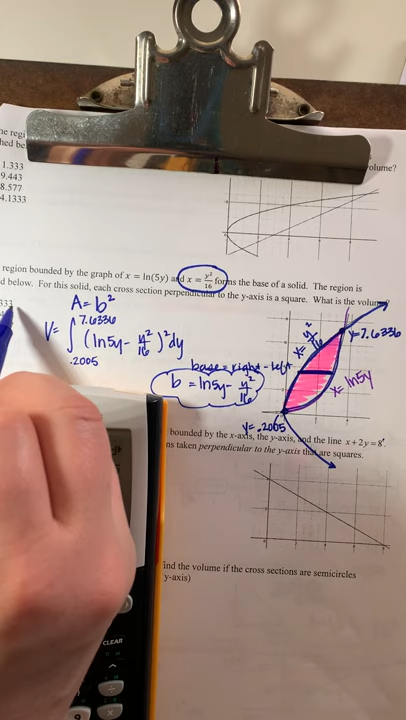 he regi
hed be
volume?
1.333
9.443
8.577
4.1333
region bounded by the graph of x = ln(5y) and x = y²/16 forms the base of a solid. The region is
d below. For this solid, each cross section perpendicular to the y-axis is a square. What is the volume?
333
A = b²
V = ∫ .2005 7.6336 (ln5y - y²/16)² dy
base = right - left
b = ln5y - y²/16
x = y²/16
y = 7.6336
x = ln5y
y = .2005
bounded by the x-axis, the y-axis, and the line x + 2y = 8.
ns taken perpendicular to the y-axis that are squares.
find the volume if the cross sections are semicircles
y-axis)
CLEAR
÷
×
9